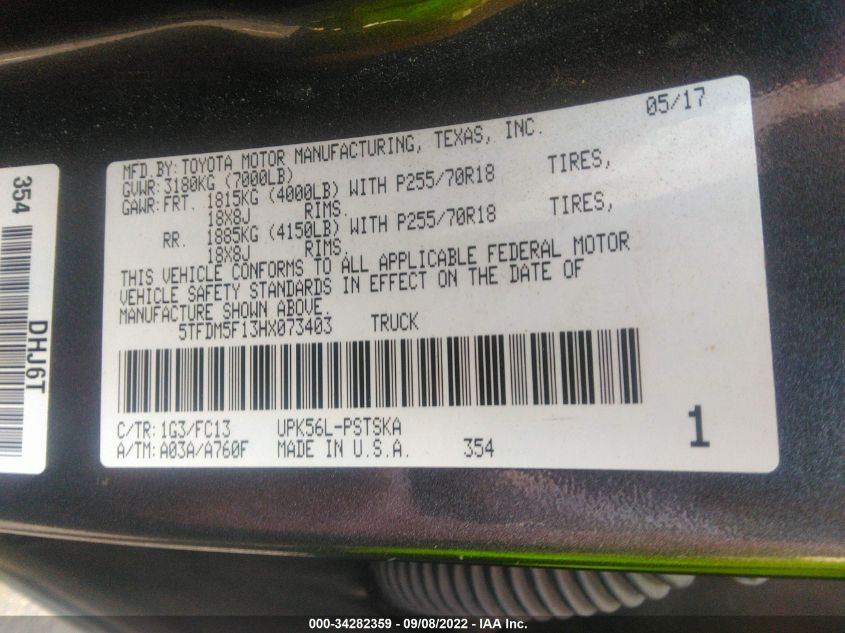 05/17
MFD.BY:TOYOTA MOTOR MANUFACTURING, TEXAS, INC.
GVWR:3180KG (7000LB)
GAWR:FRT. 1815KG (4000LB) WITH P255/70R18 TIRES,
18X8J RIMS.
RR. 1885KG (4150LB) WITH P255/70R18 TIRES,
18X8J RIMS.
THIS VEHICLE CONFORMS TO ALL APPLICABLE FEDERAL MOTOR
VEHICLE SAFETY STANDARDS IN EFFECT ON THE DATE OF
MANUFACTURE SHOWN ABOVE.
5TFDM5F13HX073403 TRUCK
C/TR:1G3/FC13 UPK56L-PSTSKA
A/TM:A03A/A760F MADE IN U.S.A. 354
1
354
DHJ6T
000-34282359 - 09/08/2022 - IAA Inc.